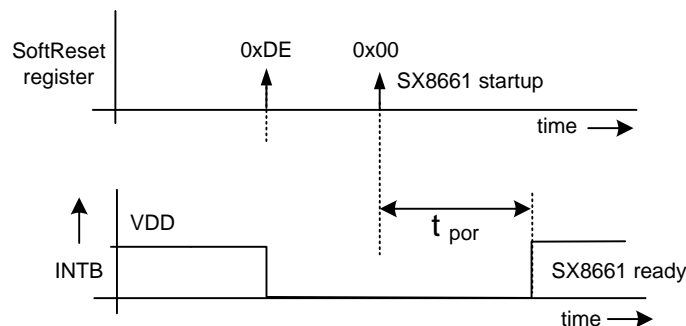 SoftReset
register
0xDE
0x00
SX8661 startup
time
VDD
INTB
t por
SX8661 ready
time